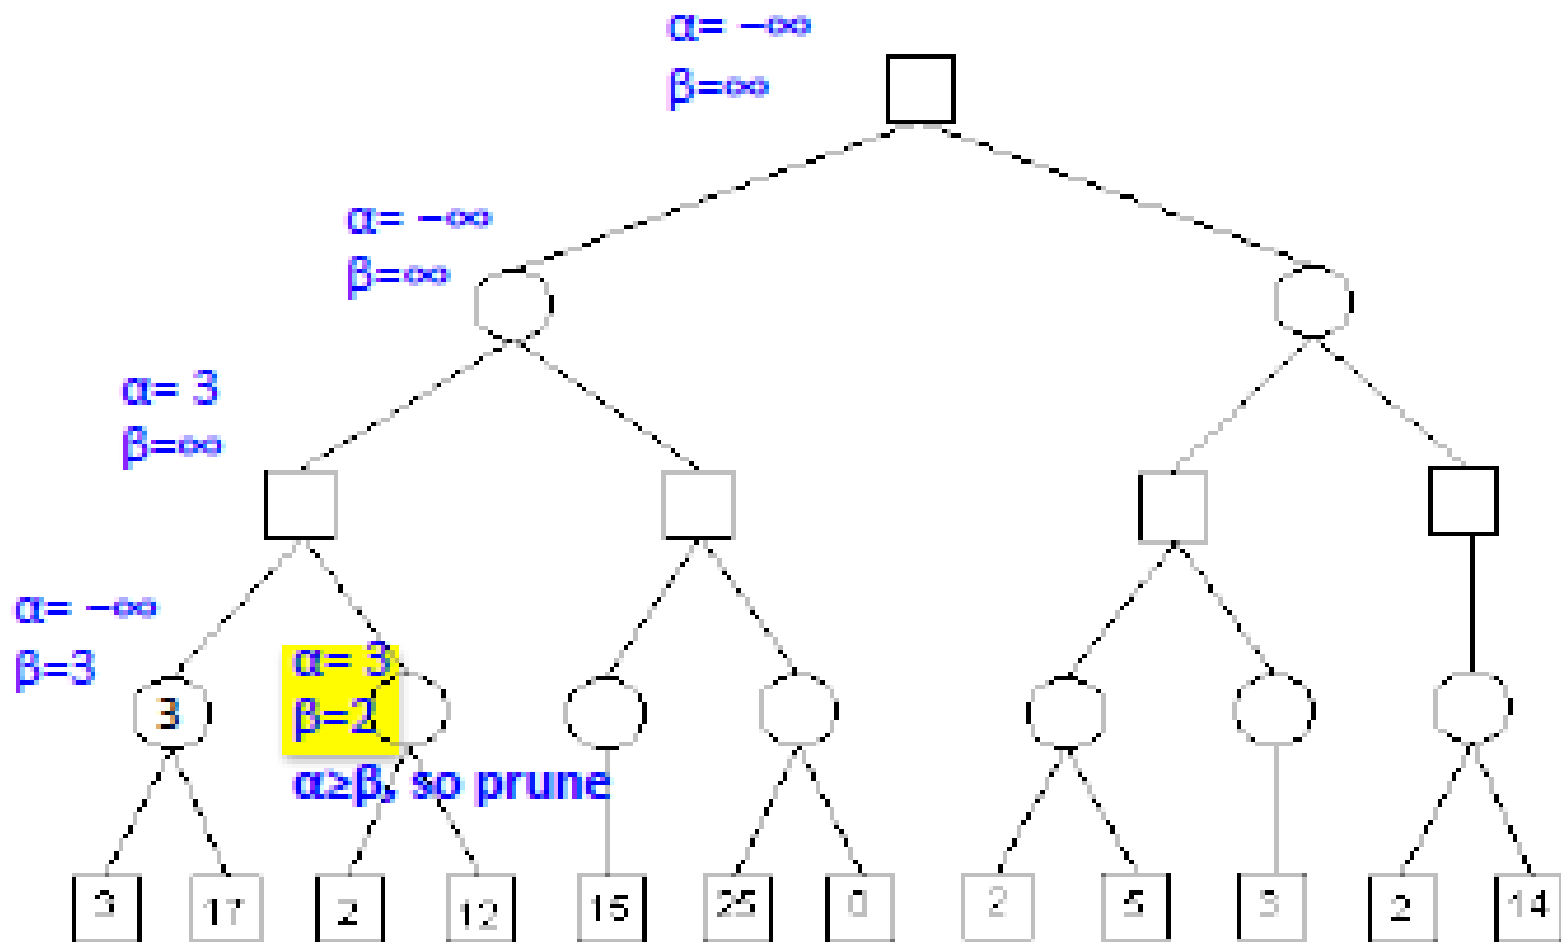 α= −∞
β=∞
α= −∞
β=∞
α= 3
β=∞
α= −∞
β=3
3
α= 3
β=2
α≥β, so prune
3 17 2 12 15 25 0 2 5 3 2 14